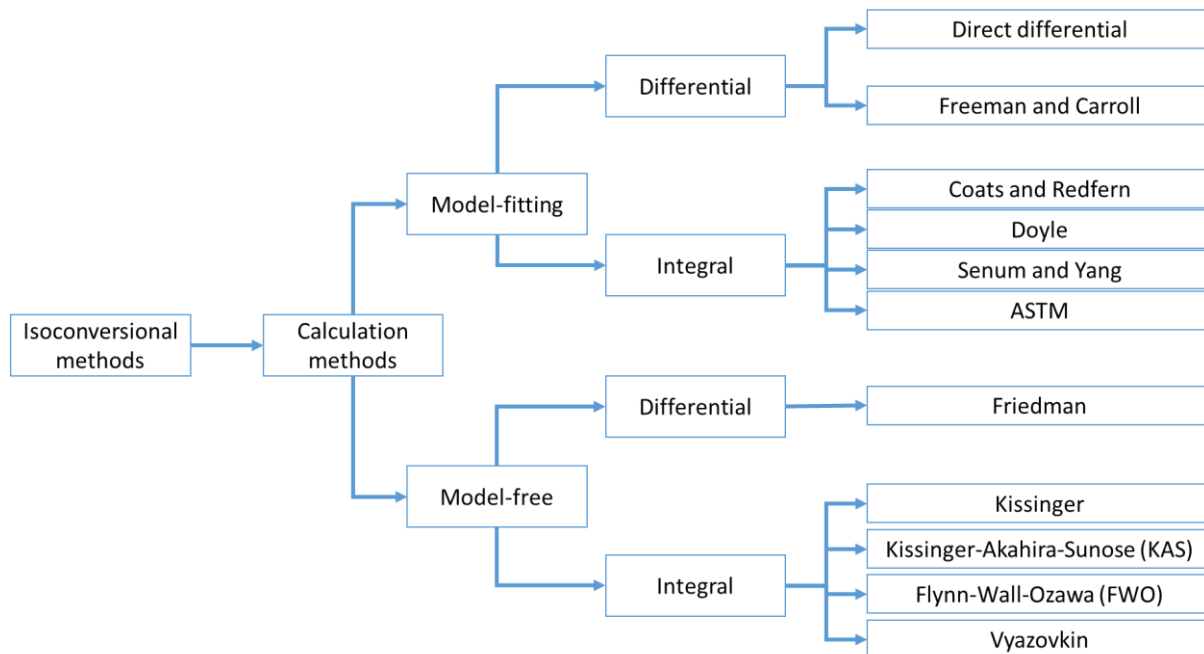 Isoconversional
methods
Calculation
methods
Model-fitting
Differential
Direct differential
Freeman and Carroll
Integral
Coats and Redfern
Doyle
Senum and Yang
ASTM
Model-free
Differential
Friedman
Integral
Kissinger
Kissinger-Akahira-Sunose (KAS)
Flynn-Wall-Ozawa (FWO)
Vyazovkin